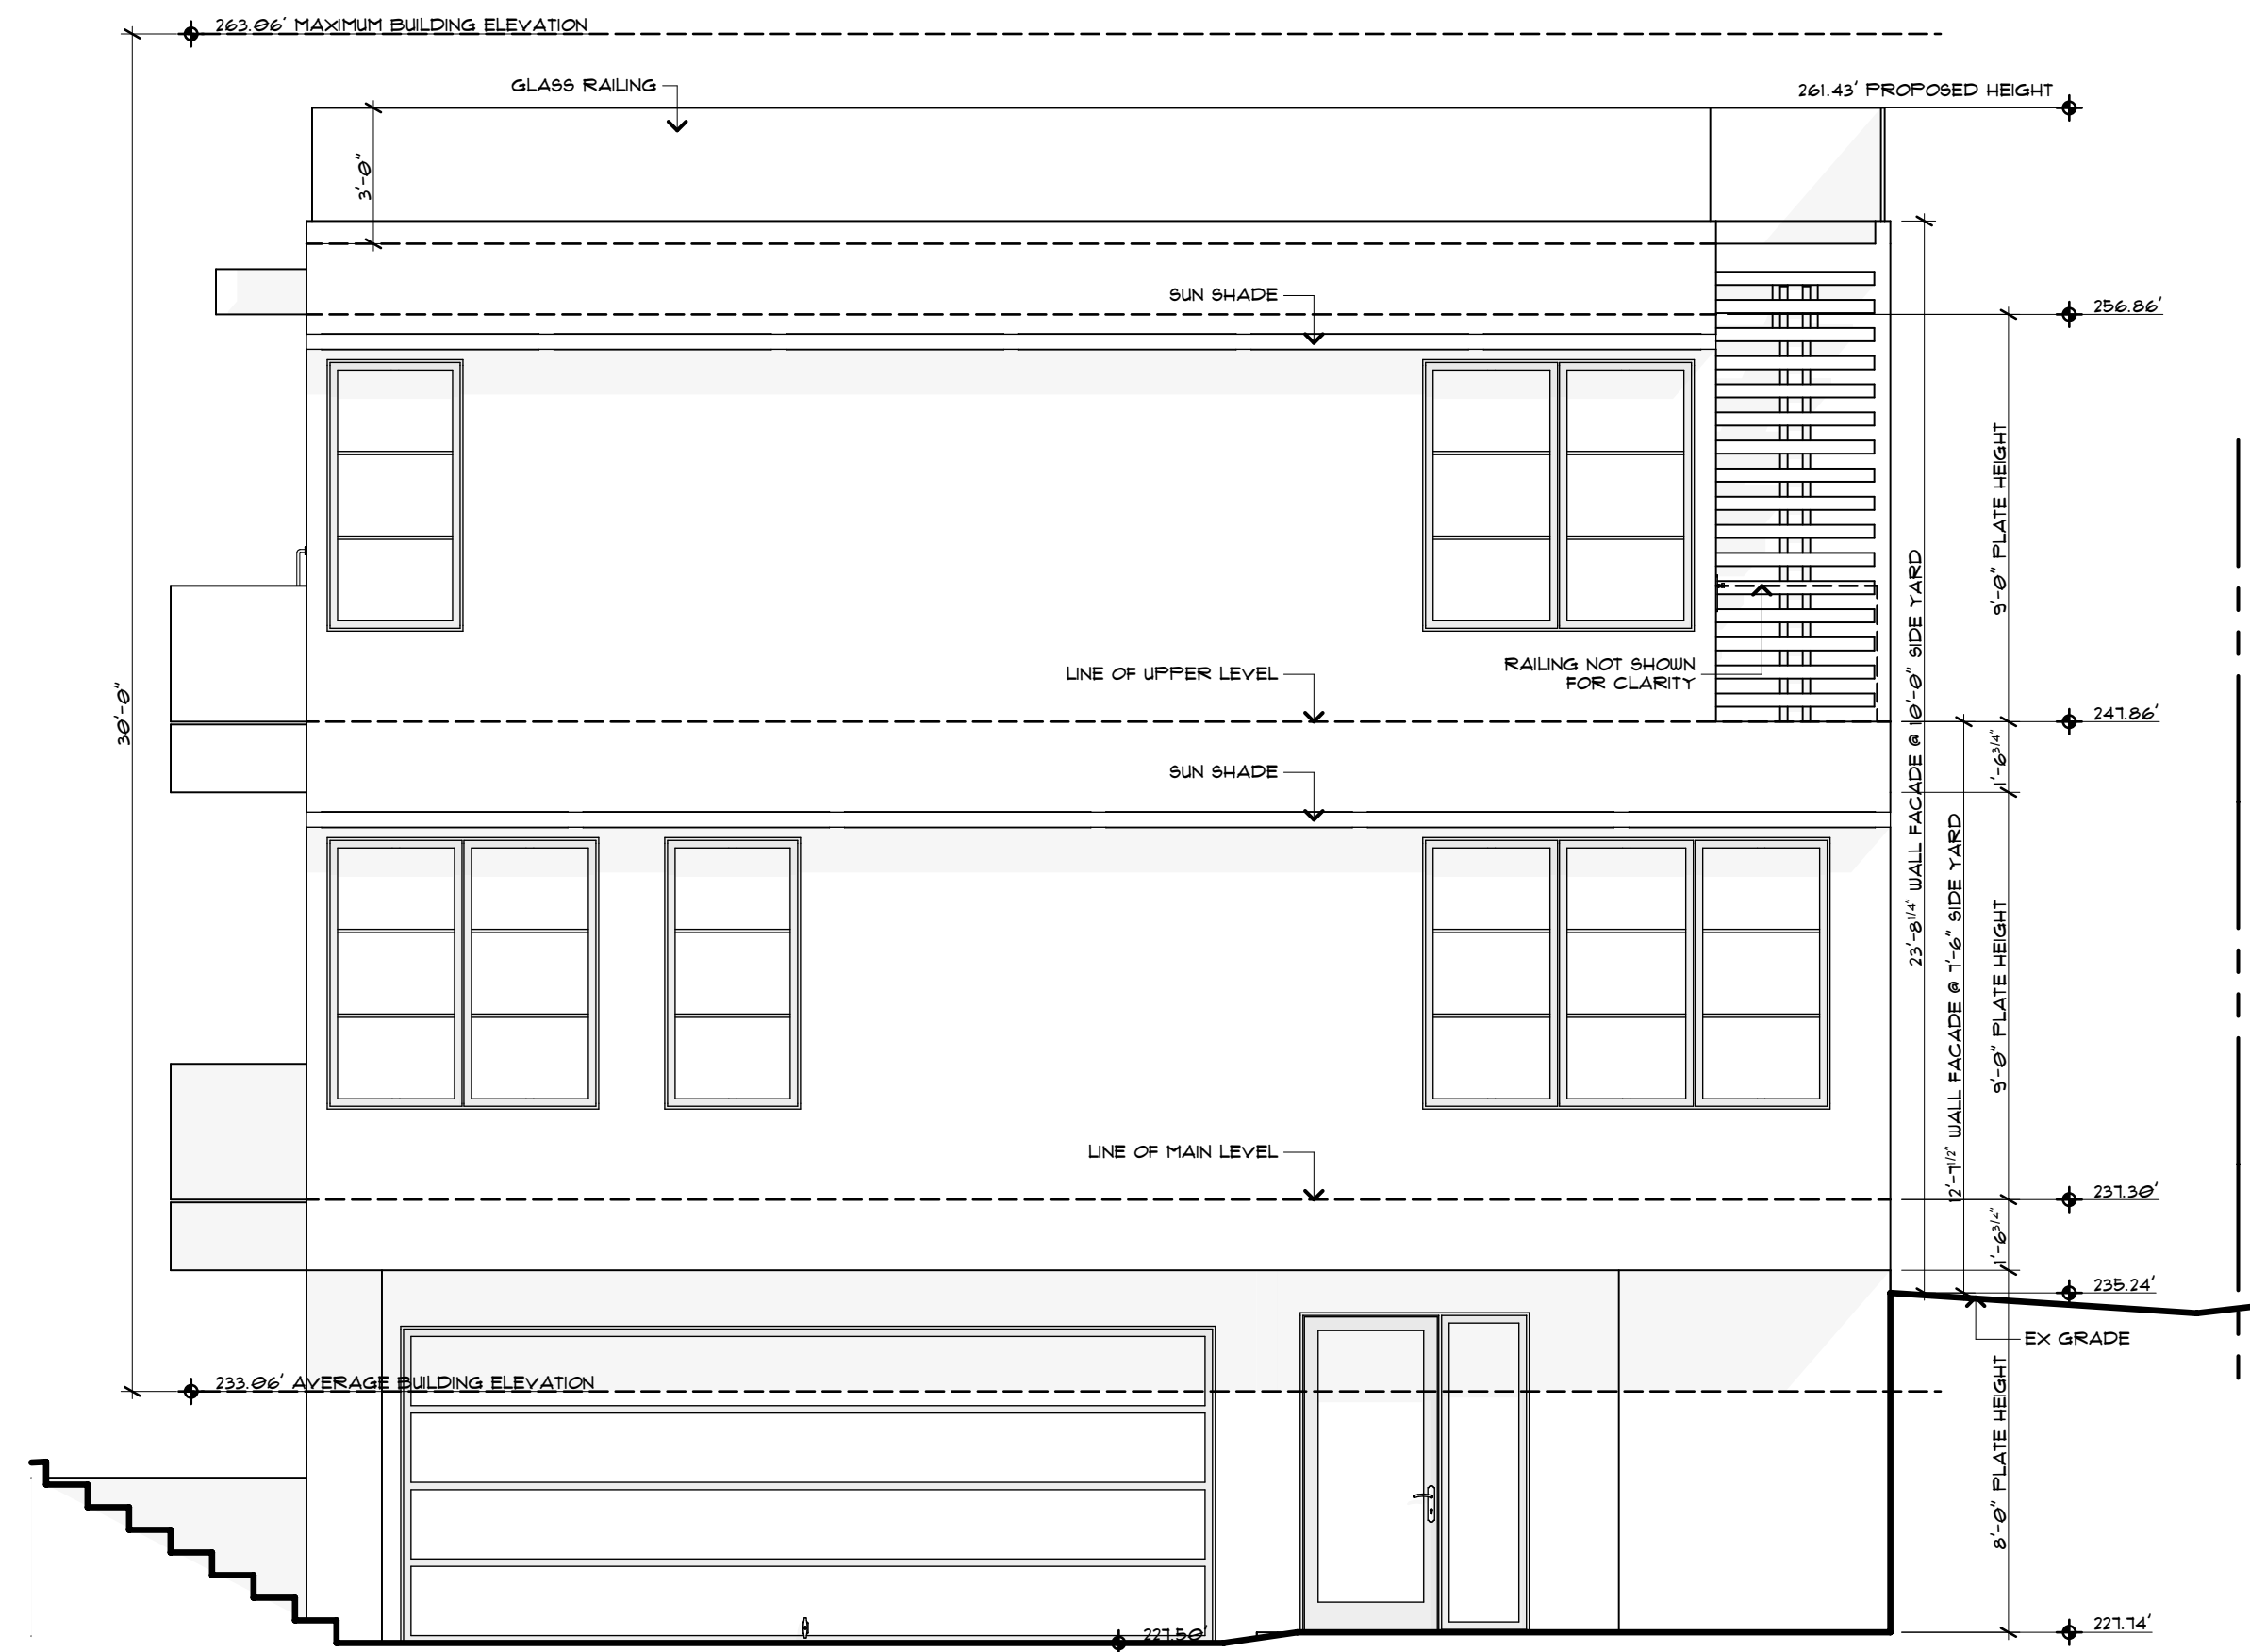 263.06' MAXIMUM BUILDING ELEVATION
GLASS RAILING
261.43' PROPOSED HEIGHT
3'-0"
SUN SHADE
256.86'
9'-0" PLATE HEIGHT
30'-0"
LINE OF UPPER LEVEL
RAILING NOT SHOWN
FOR CLARITY
247.86'
1'-6 3/4"
SUN SHADE
23'-8 1/4" WALL FACADE @ 10'-0" SIDE YARD
12'-7 1/2" WALL FACADE @ 7'-6" SIDE YARD
9'-0" PLATE HEIGHT
LINE OF MAIN LEVEL
237.30'
1'-6 3/4"
235.24'
EX GRADE
233.06' AVERAGE BUILDING ELEVATION
8'-0" PLATE HEIGHT
227.50'
227.74'